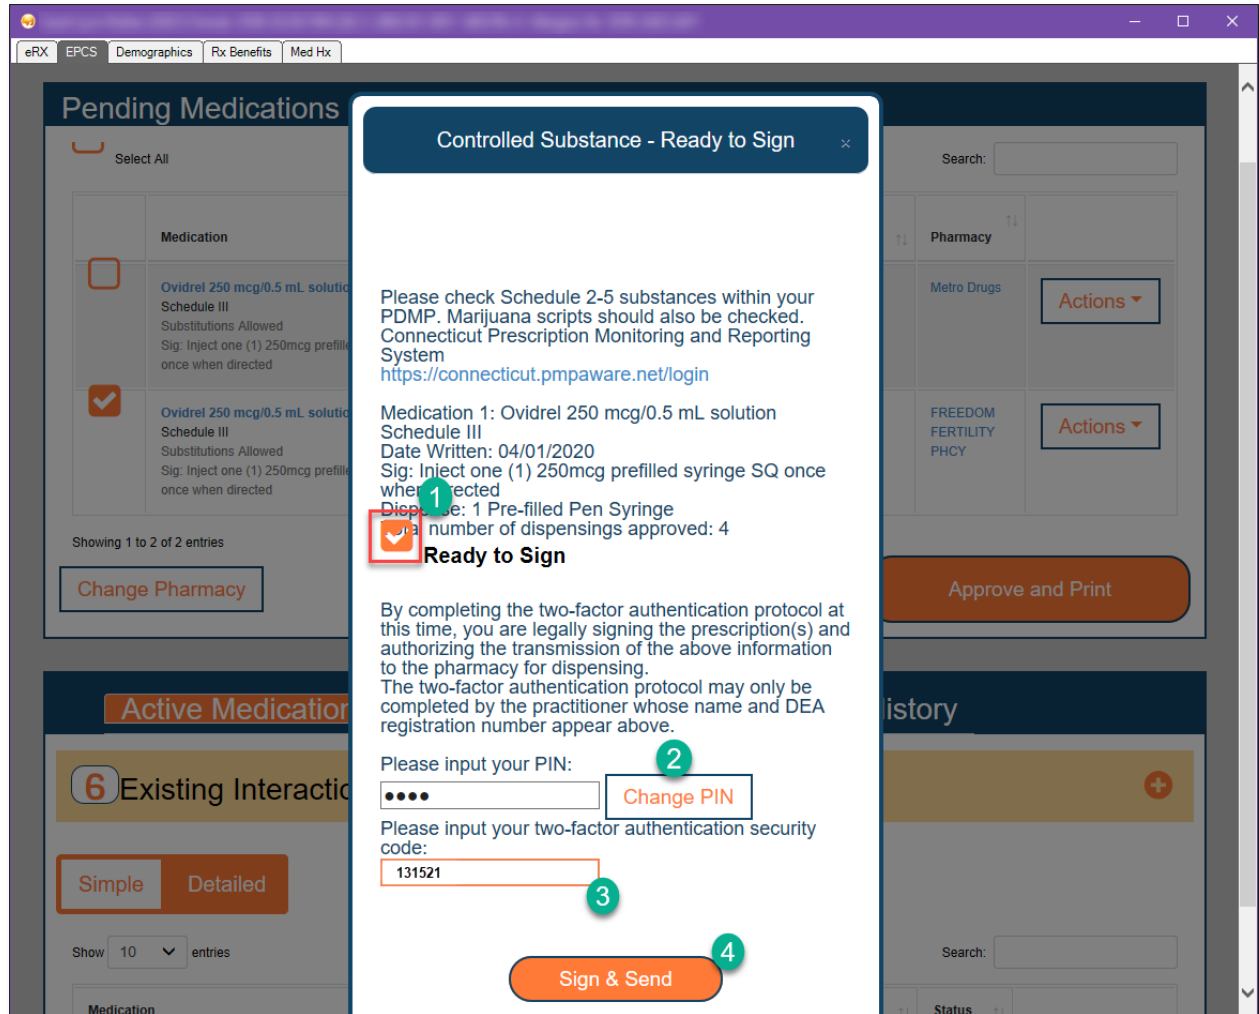 eRX EPCS Demographics Rx Benefits Med Hx
Pending Medications
Select All
Search:
Medication
Pharmacy
Ovidrel 250 mcg/0.5 mL
Schedule III
Substitutions Allowed
Sig: Inject one (1) 250mcg
once when directed
Metro Drugs
Actions
Ovidrel 250 mcg/0.5 mL
Schedule III
Substitutions Allowed
Sig: Inject one (1) 250mcg
once when directed
FREEDOM
FERTILITY
PHCY
Actions
Showing 1 to 2 of 2 entries
Change Pharmacy
Approve and Print
Controlled Substance - Ready to Sign ×
Please check Schedule 2-5 substances within your
PDMP. Marijuana scripts should also be checked.
Connecticut Prescription Monitoring and Reporting
System
https://connecticut.pmpaware.net/login
Medication 1: Ovidrel 250 mcg/0.5 mL solution
Schedule III
Date Written: 04/01/2020
Sig: Inject one (1) 250mcg prefilled syringe SQ once
1
1 Pre-filled Pen Syringe
number of dispensings approved: 4
Ready to Sign
By completing the two-factor authentication protocol at
this time, you are legally signing the prescription(s) and
authorizing the transmission of the above information
to the pharmacy for dispensing.
The two-factor authentication protocol may only be
completed by the practitioner whose name and DEA
registration number appear above.
Please input your PIN:
2
•••• Change PIN
Please input your two-factor authentication security
code:
131521
3
4
Sign & Send
Active
6 Existing
Simple Detailed
Show 10 entries
Search:
Medication
Status